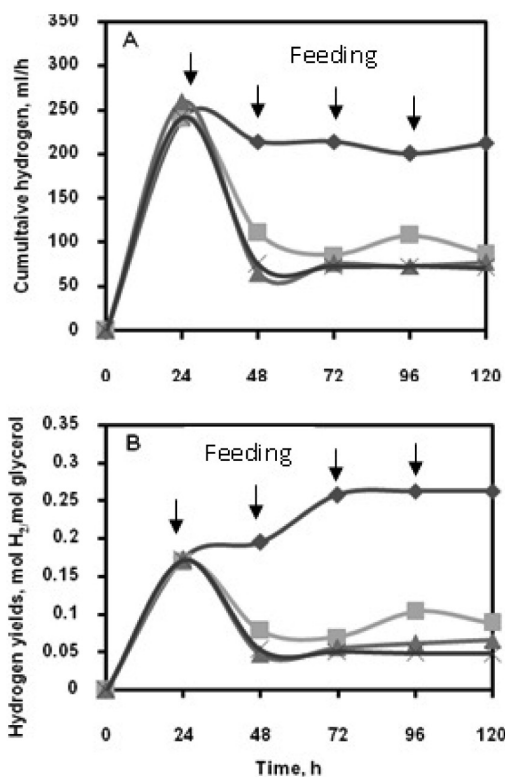 350
A
Feeding
300
250
200
150
100
50
0
Cumultaive hydrogen, ml/h
0 24 48 72 96 120
0.35
B
Feeding
0.3
0.25
0.2
0.15
0.1
0.05
0
Hydrogen yields, mol H2/mol glycerol
0 24 48 72 96 120
Time, h